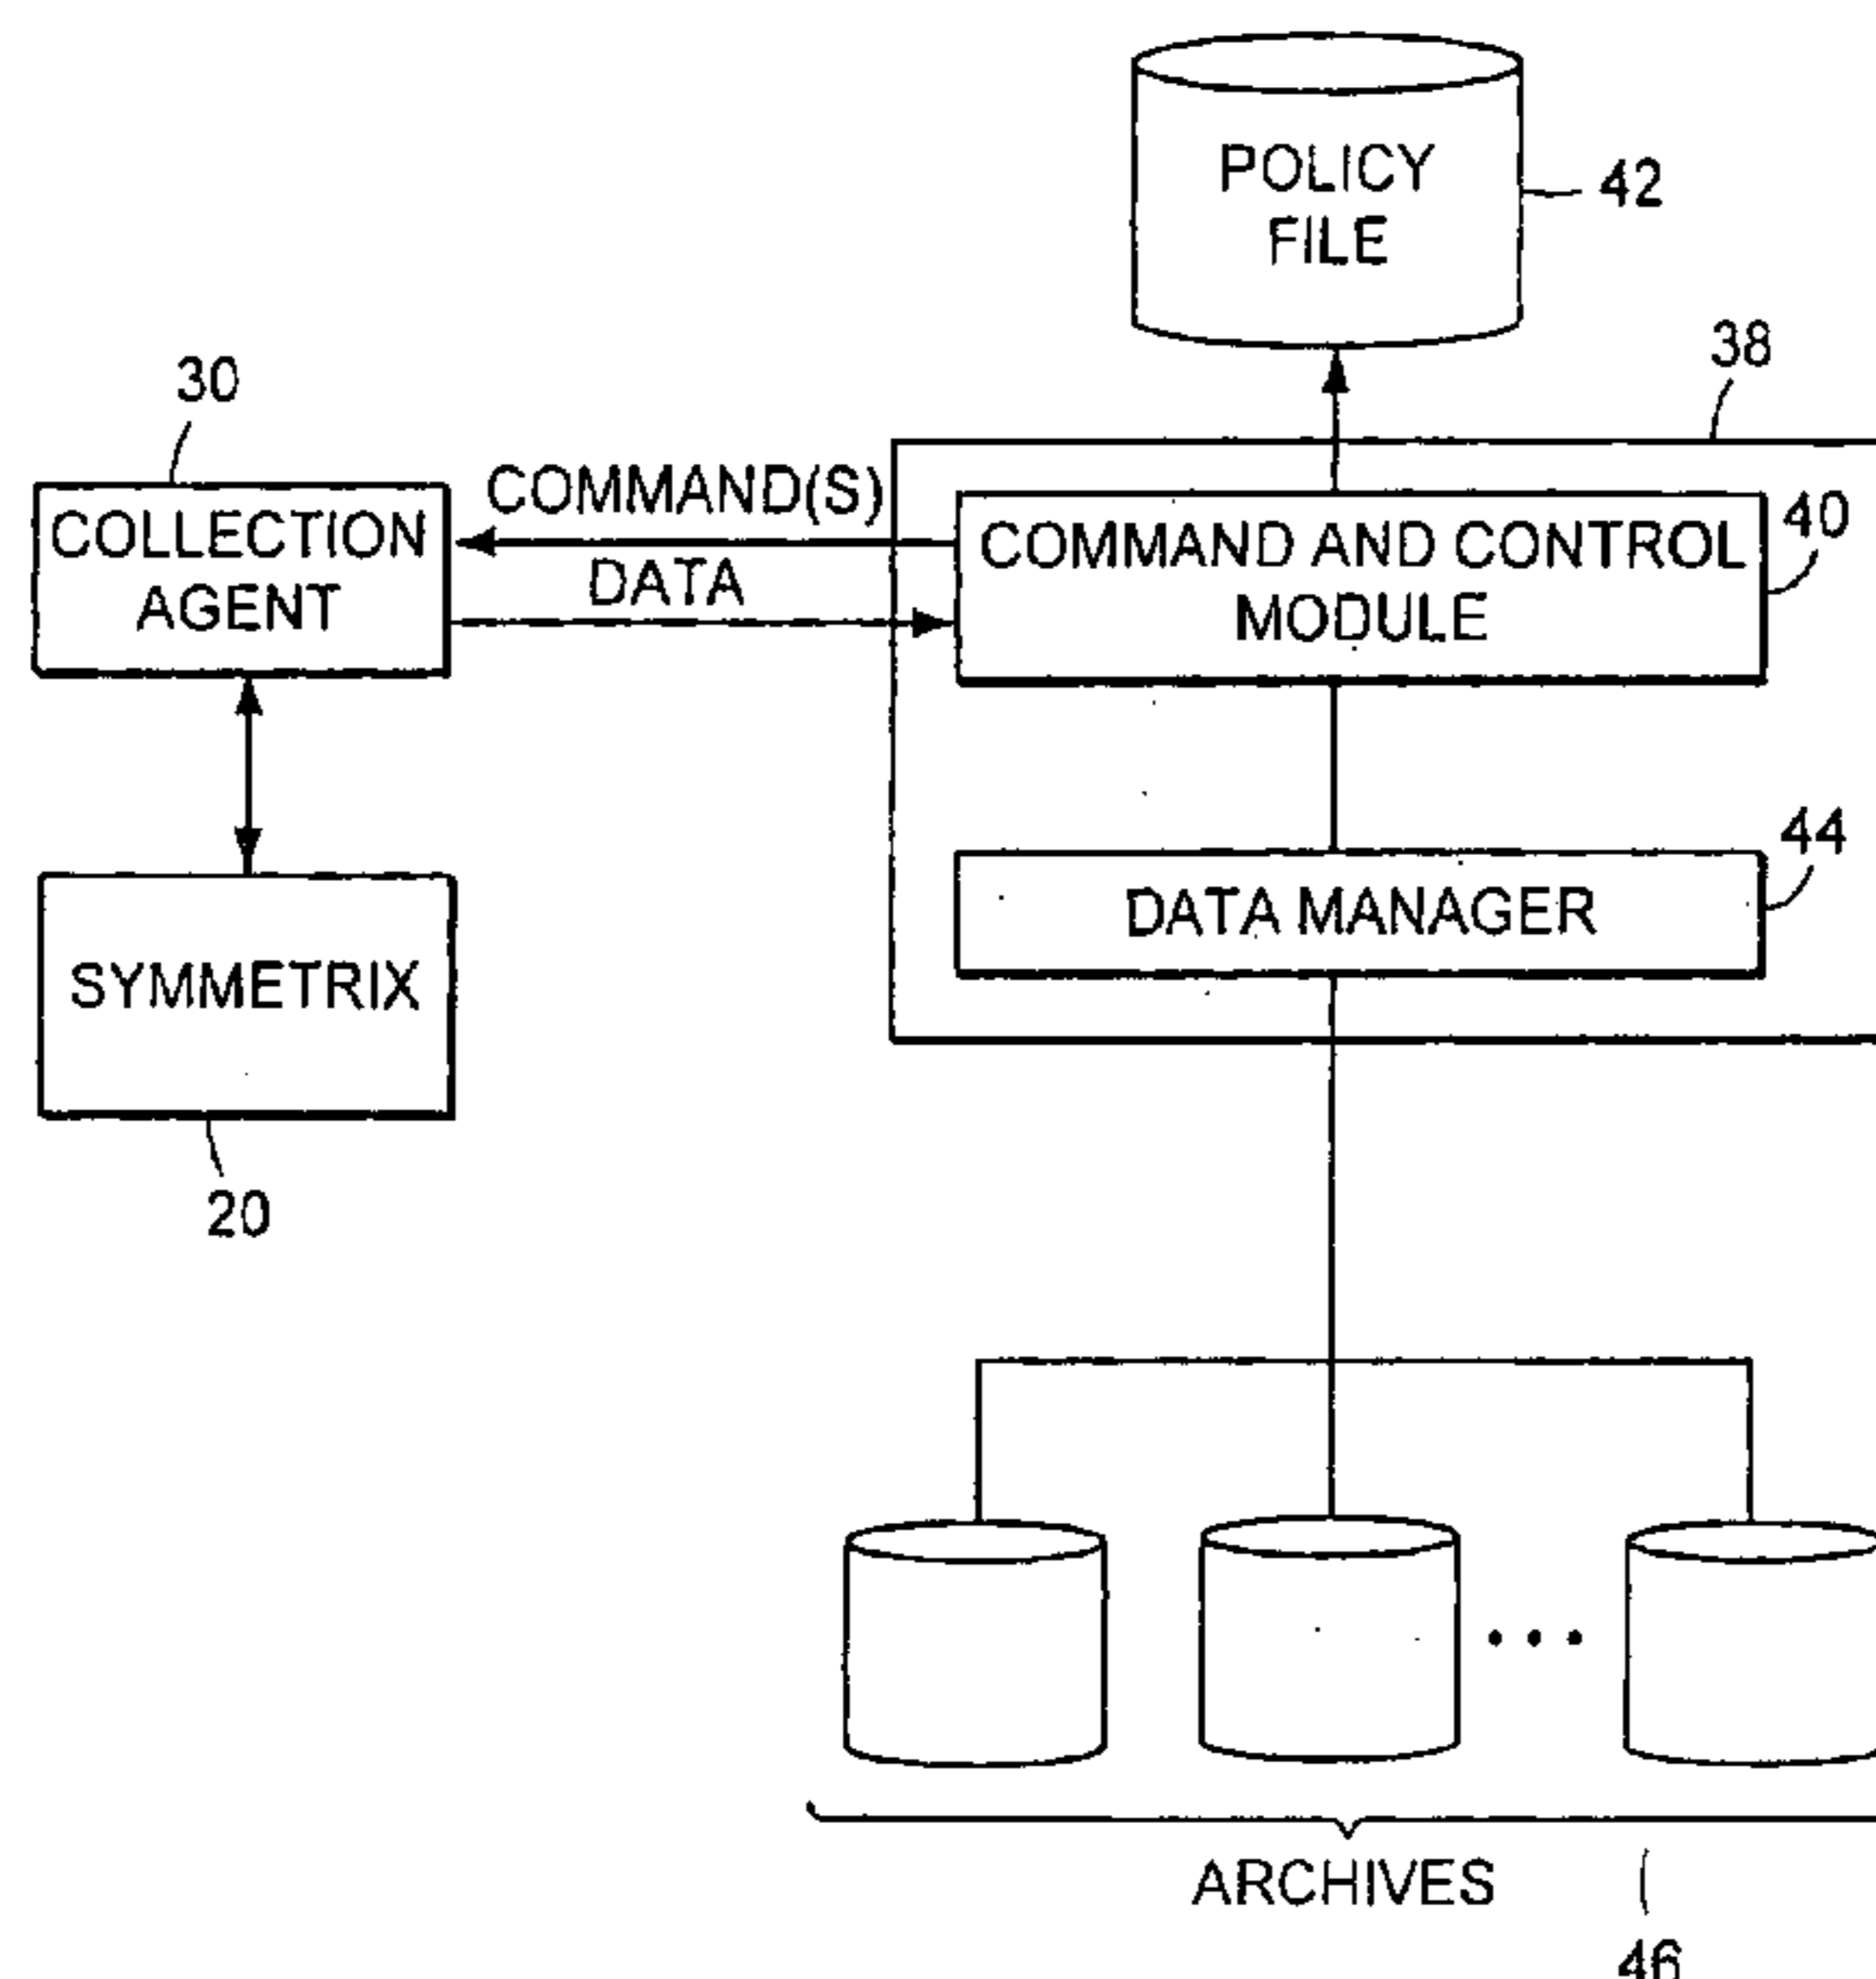 POLICY
FILE
42
38
30
COMMAND(S)
COLLECTION
AGENT
DATA
COMMAND AND CONTROL
MODULE
40
44
DATA MANAGER
SYMMETRIX
20
ARCHIVES
46